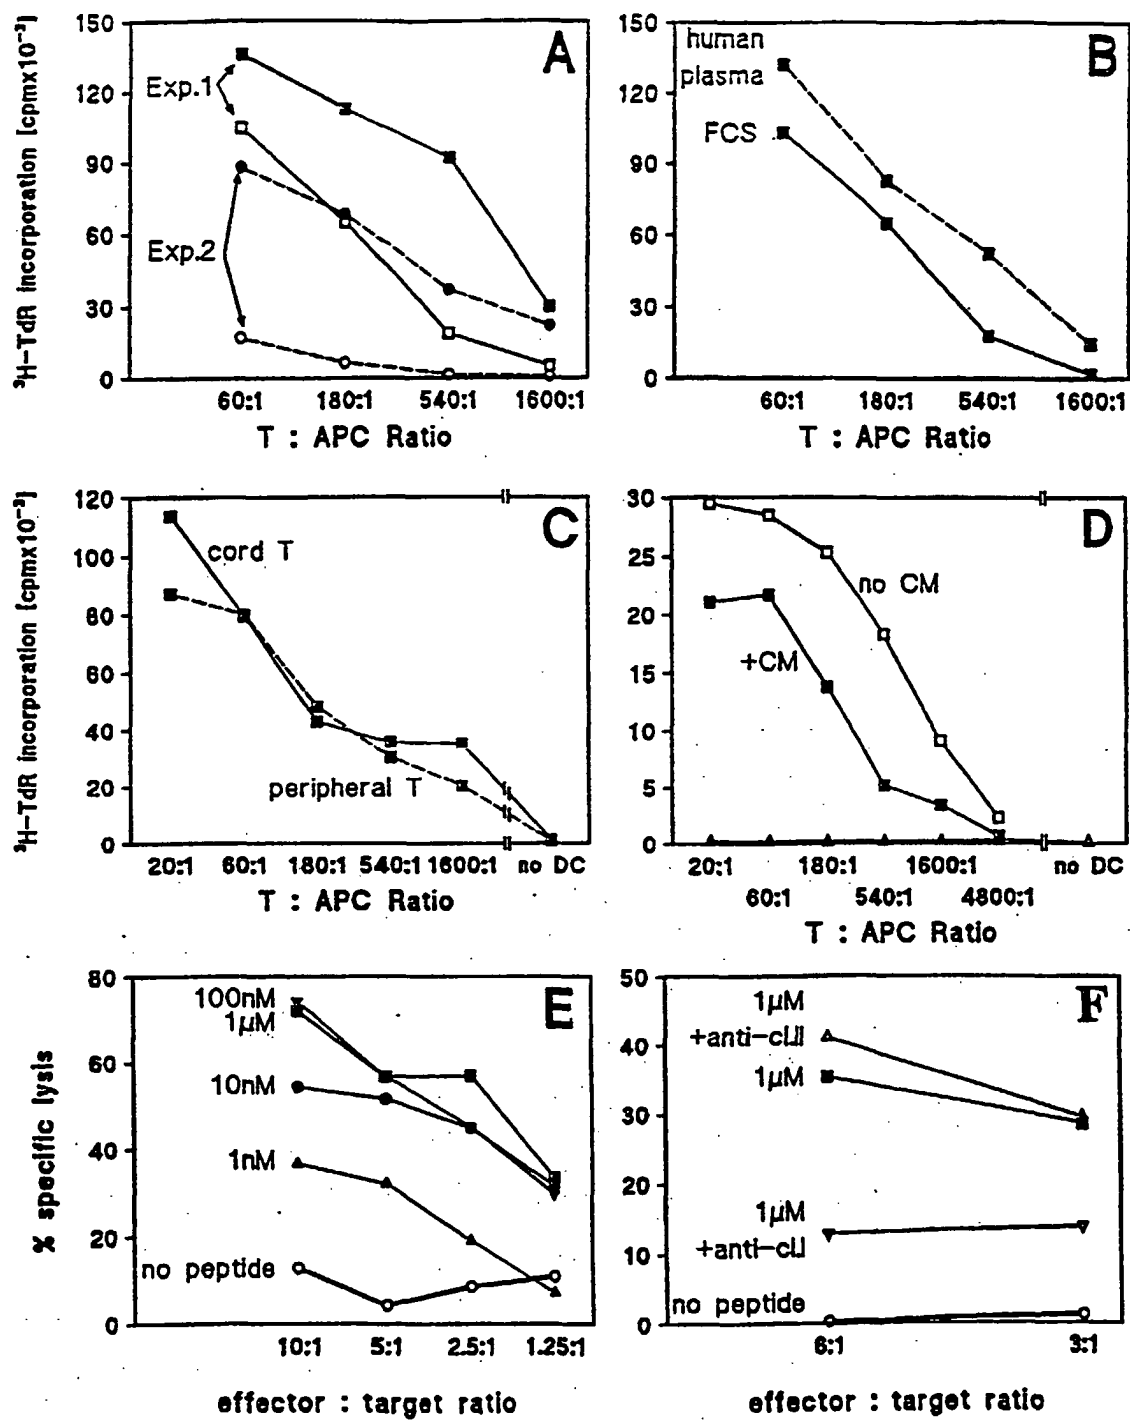 ³H-TdR incorporation [cpmx10⁻³]
150
120
90
60
30
0
Exp.1
Exp.2
A
60:1 180:1 540:1 1600:1
T : APC Ratio
150
120
90
60
30
0
human
plasma
FCS
B
60:1 180:1 540:1 1600:1
T : APC Ratio
³H-TdR incorporation [cpmx10⁻³]
120
100
80
60
40
20
0
cord T
peripheral T
C
20:1 60:1 180:1 540:1 1600:1 no DC
T : APC Ratio
30
25
20
15
10
5
0
no CM
+CM
D
20:1 180:1 1600:1 no DC
60:1 540:1 4800:1
T : APC Ratio
% specific lysis
80
60
40
20
0
100nM
1µM
10nM
1nM
no peptide
E
10:1 5:1 2.5:1 1.25:1
effector : target ratio
50
40
30
20
10
0
1µM
+anti-cl.II
1µM
1µM
+anti-cl.I
no peptide
F
6:1 3:1
effector : target ratio